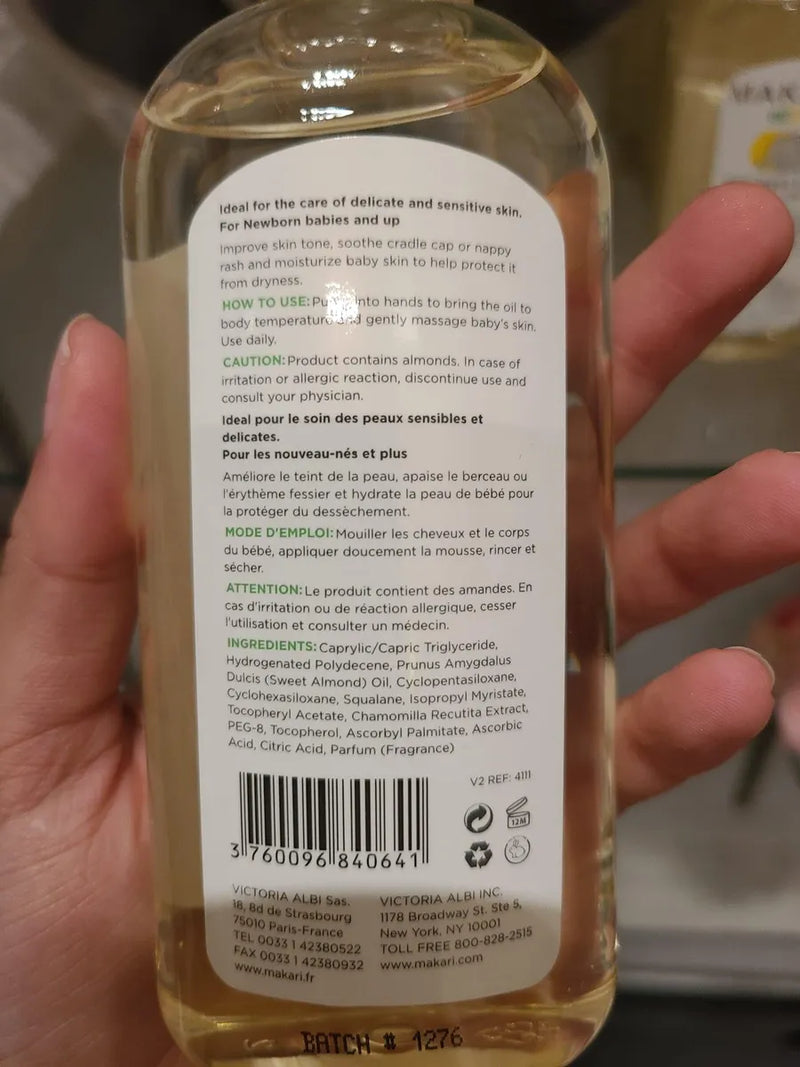 Ideal for the care of delicate and sensitive skin.
For Newborn babies and up
Improve skin tone, soothe cradle cap or nappy
rash and moisturize baby skin to help protect it
from dryness.
HOW TO USE: into hands to bring the oil to
body temperature and gently massage baby's skin.
Use daily.
CAUTION: Product contains almonds. In case of
irritation or allergic reaction, discontinue use and
consult your physician.
Ideal pour le soin des peaux sensibles et
delicates.
Pour les nouveau-nés et plus
Améliore le teint de la peau, apaise le berceau ou
l'érythème fessier et hydrate la peau de bébé pour
la protéger du dessèchement.
MODE D'EMPLOI: Mouiller les cheveux et le corps
du bébé, appliquer doucement la mousse, rincer et
sécher.
ATTENTION: Le produit contient des amandes. En
cas d'irritation ou de réaction allergique, cesser
l'utilisation et consulter un médecin.
INGREDIENTS: Caprylic/Capric Triglyceride,
Hydrogenated Polydecene, Prunus Amygdalus
Dulcis (Sweet Almond) Oil, Cyclopentasiloxane,
Cyclohexasiloxane, Squalane, Isopropyl Myristate,
Tocopheryl Acetate, Chamomilla Recutita Extract,
PEG-8, Tocopherol, Ascorbyl Palmitate, Ascorbic
Acid, Citric Acid, Parfum (Fragrance)
V2 REF: 4111
12M
3 760096 840641
VICTORIA ALBI Sas.
18, Bd de Strasbourg
75010 Paris-France
TEL 0033 1 42380522
FAX 0033 1 42380932
www.makari.fr
VICTORIA ALBI INC.
1178 Broadway St. Ste 5,
New York, NY 10001
TOLL FREE 800-828-2515
www.makari.com
BATCH # 1276